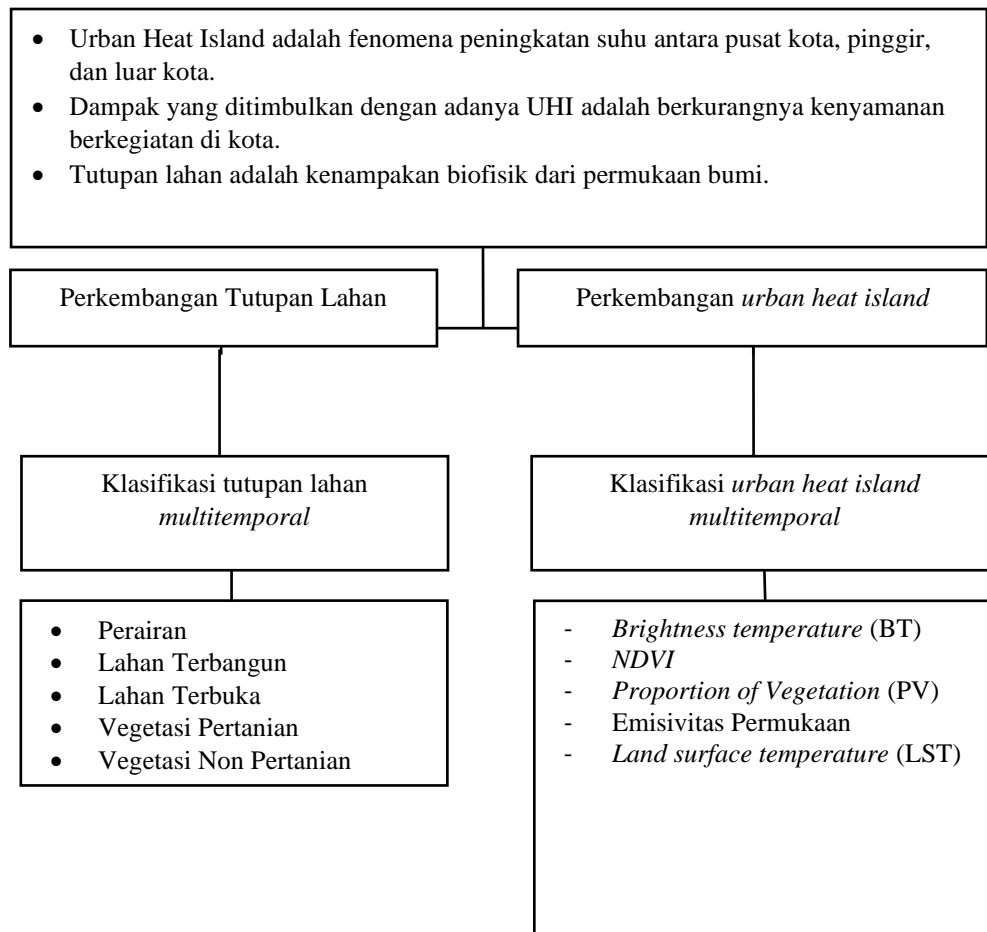 • Urban Heat Island adalah fenomena peningkatan suhu antara pusat kota, pinggir,
dan luar kota.
• Dampak yang ditimbulkan dengan adanya UHI adalah berkurangnya kenyamanan
berkegiatan di kota.
• Tutupan lahan adalah kenampakan biofisik dari permukaan bumi.
Perkembangan Tutupan Lahan
Perkembangan urban heat island
Klasifikasi tutupan lahan
multitemporal
Klasifikasi urban heat island
multitemporal
• Perairan
• Lahan Terbangun
• Lahan Terbuka
• Vegetasi Pertanian
• Vegetasi Non Pertanian
- Brightness temperature (BT)
- NDVI
- Proportion of Vegetation (PV)
- Emisivitas Permukaan
- Land surface temperature (LST)